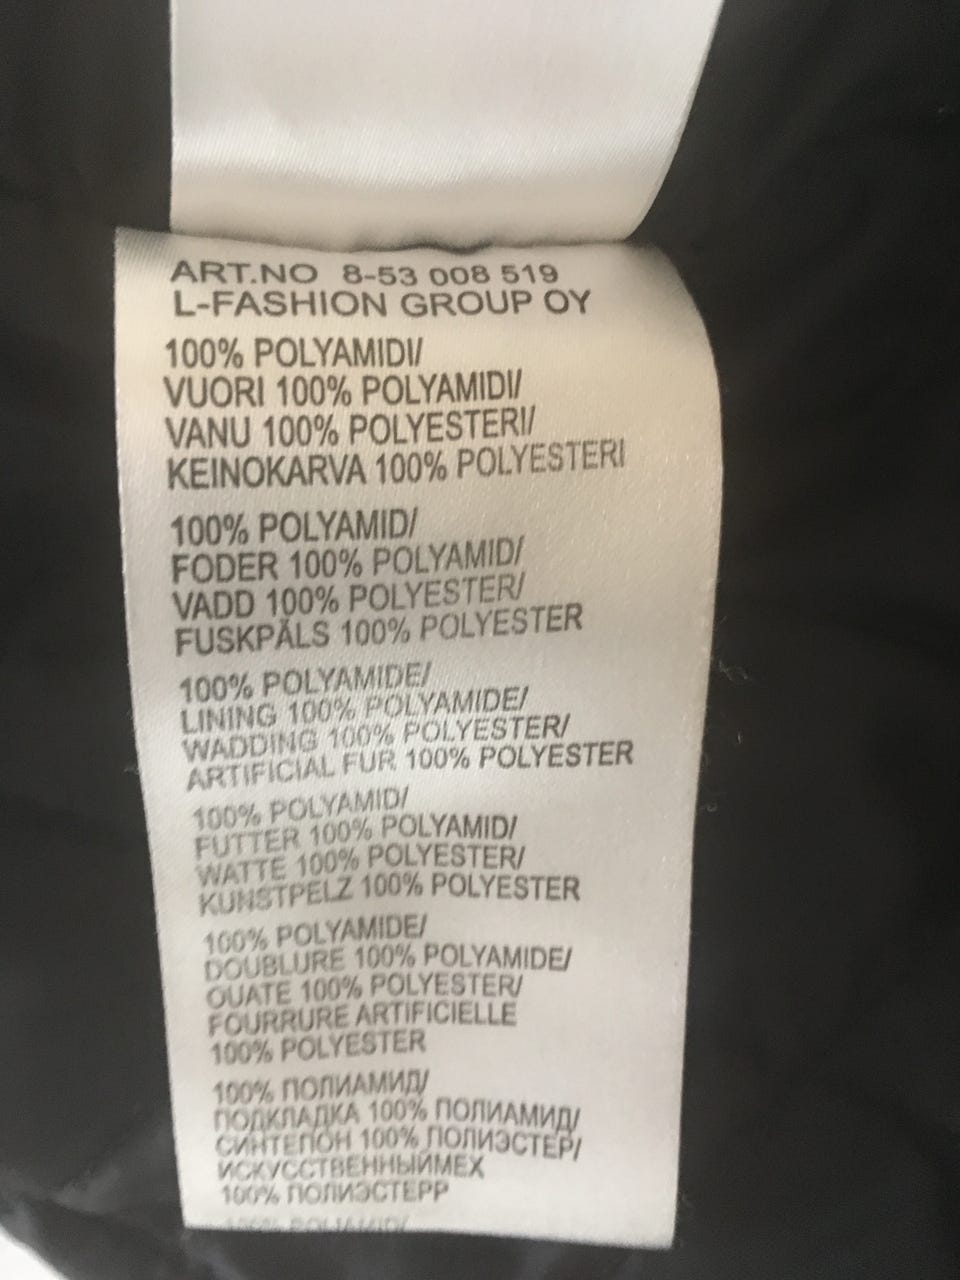 ART.NO 8-53 008 519
L-FASHION GROUP OY
100% POLYAMIDI/
VUORI 100% POLYAMIDI/
VANU 100% POLYESTERI/
KEINOKARVA 100% POLYESTERI
100% POLYAMID/
FODER 100% POLYAMID/
VADD 100% POLYESTER/
FUSKPÄLS 100% POLYESTER
100% POLYAMIDE/
LINING 100% POLYAMIDE/
WADDING 100% POLYESTER/
ARTIFICIAL FUR 100% POLYESTER
100% POLYAMID/
FUTTER 100% POLYAMID/
WATTE 100% POLYESTER/
KUNSTPELZ 100% POLYESTER
100% POLYAMIDE/
DOUBLURE 100% POLYAMIDE/
OUATE 100% POLYESTER/
FOURRURE ARTIFICIELLE
100% POLYESTER
100% ПОЛИАМИД/
ПОДКЛАДКА 100% ПОЛИАМИД/
СИНТЕПОН 100% ПОЛИЭСТЕР/
ИСКУССТВЕННЫЙМЕХ
100% ПОЛИЭСТЕРР